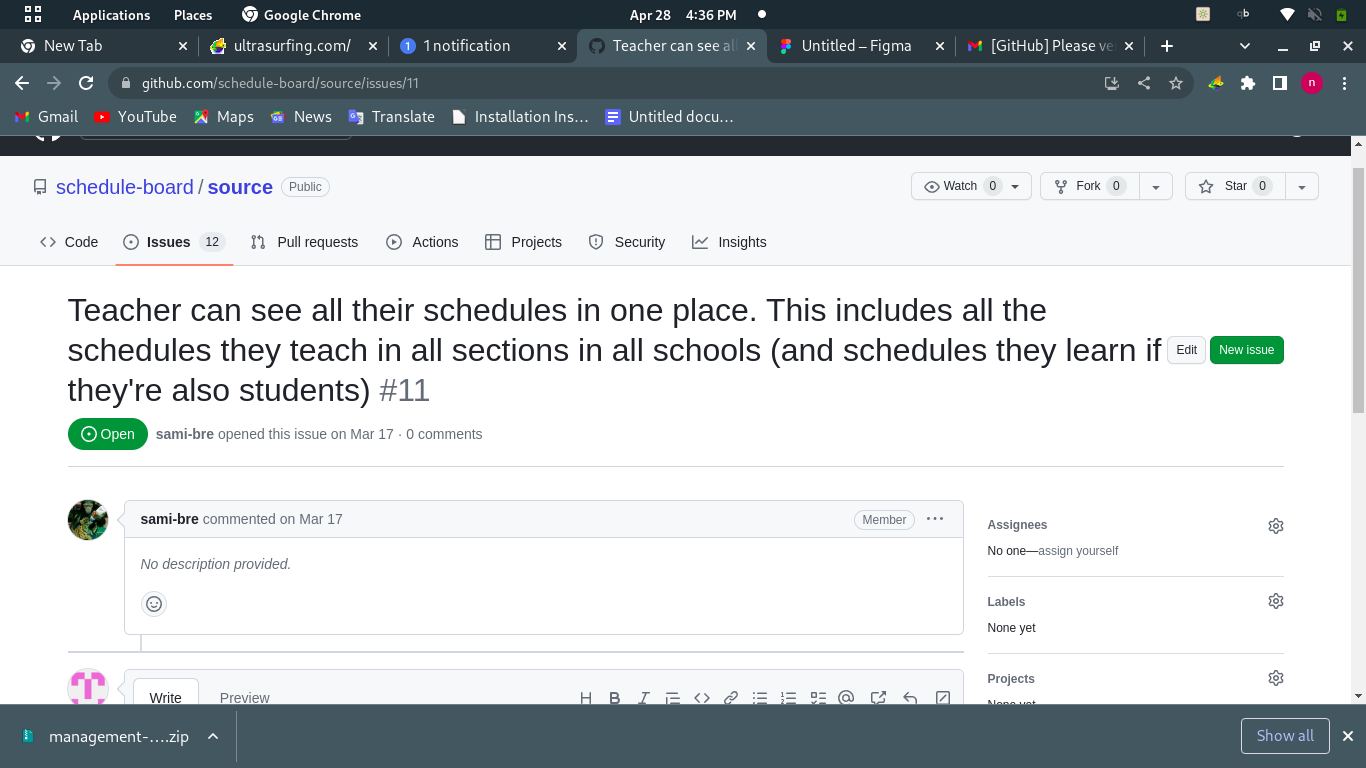 Applications Places Google Chrome Apr 28 4:36 PM
New Tab ultrasurfing.com/ 1 notification Teacher can see al Untitled – Figma [GitHub] Please ve
github.com/schedule-board/source/issues/11
n
Gmail YouTube Maps News Translate Installation Ins… Untitled docu…
schedule-board / source Public
Watch 0 Fork 0 Star 0
Code Issues 12 Pull requests Actions Projects Security Insights
Teacher can see all their schedules in one place. This includes all the
schedules they teach in all sections in all schools (and schedules they learn if
they're also students) #11
Edit New issue
Open sami-bre opened this issue on Mar 17 · 0 comments
sami-bre commented on Mar 17 Member
No description provided.
Assignees
No one—assign yourself
Labels
None yet
Projects
None yet
Write Preview
management-....zip Show all